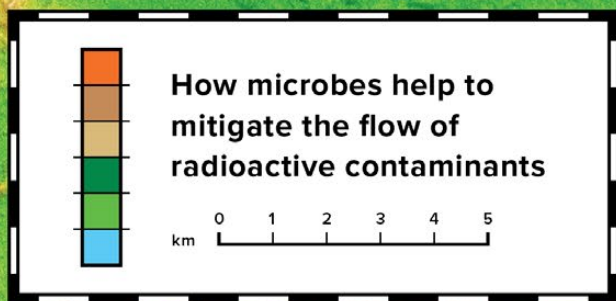 How microbes help to
mitigate the flow of
radioactive contaminants
0 1 2 3 4 5
km